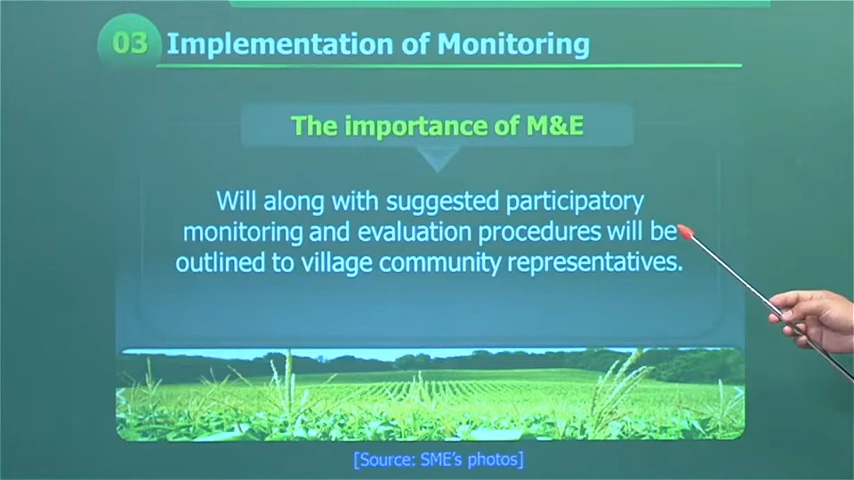 03 Implementation of Monitoring
The importance of M&E
Will along with suggested participatory
monitoring and evaluation procedures will be
outlined to village community representatives.
[Source: SME's photos]